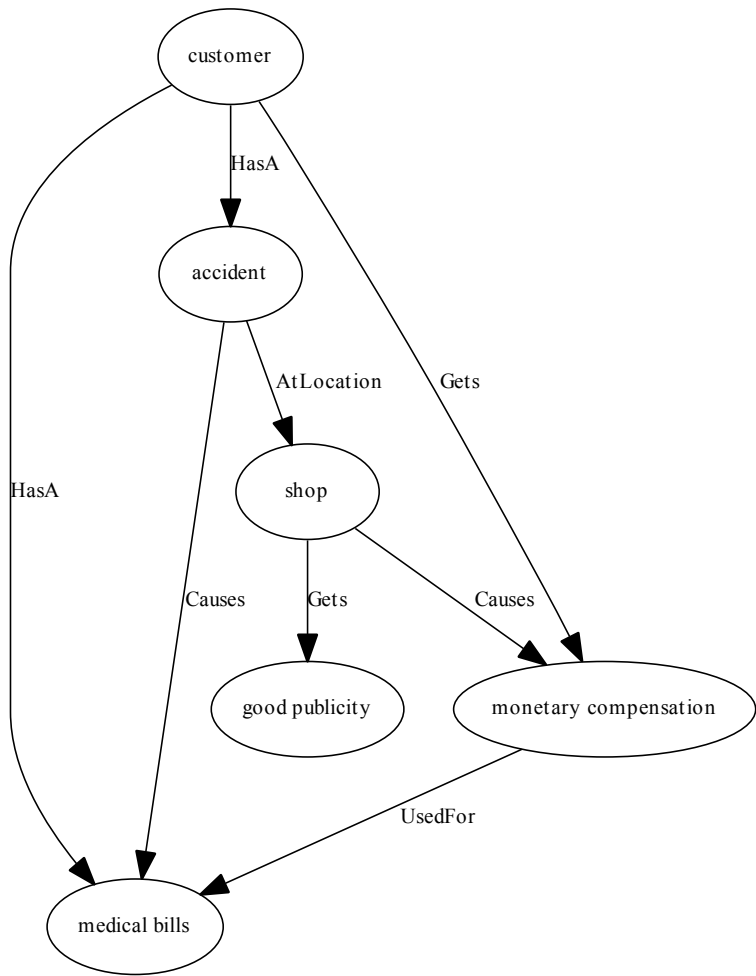 customer
HasA
accident
AtLocation
Gets
shop
HasA
Causes
Gets
Causes
good publicity
monetary compensation
UsedFor
medical bills